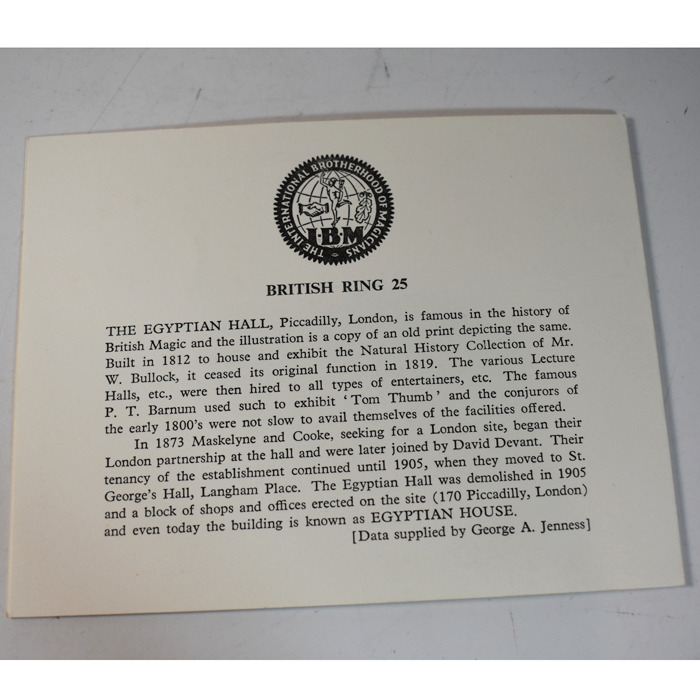 THE INTERNATIONAL BROTHERHOOD OF MAGICIANS
I·B·M
BRITISH RING 25
THE EGYPTIAN HALL, Piccadilly, London, is famous in the history of
British Magic and the illustration is a copy of an old print depicting the same.
Built in 1812 to house and exhibit the Natural History Collection of Mr.
W. Bullock, it ceased its original function in 1819. The various Lecture
Halls, etc., were then hired to all types of entertainers, etc. The famous
P. T. Barnum used such to exhibit ‘Tom Thumb’ and the conjurors of
the early 1800's were not slow to avail themselves of the facilities offered.
In 1873 Maskelyne and Cooke, seeking for a London site, began their
London partnership at the hall and were later joined by David Devant. Their
tenancy of the establishment continued until 1905, when they moved to St.
George's Hall, Langham Place. The Egyptian Hall was demolished in 1905
and a block of shops and offices erected on the site (170 Piccadilly, London)
and even today the building is known as EGYPTIAN HOUSE.
[Data supplied by George A. Jenness]